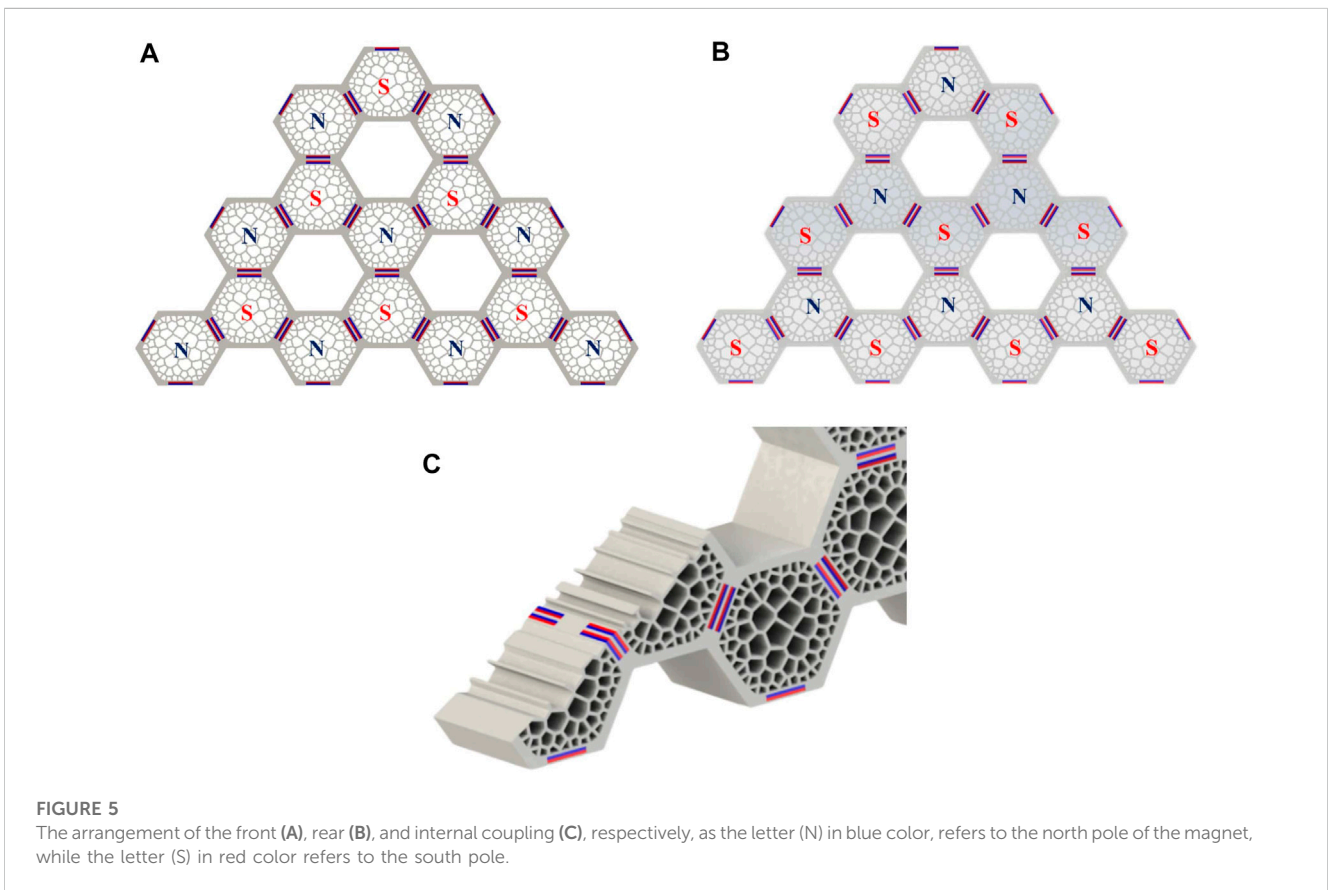 A
B
S
N
N
N
S
S
S
S
N
N
N
N
N
S
S
S
S
S
S
N
N
N
N
N
N
N
S
S
S
S
C
FIGURE 5
The arrangement of the front (A), rear (B), and internal coupling (C), respectively, as the letter (N) in blue color, refers to the north pole of the magnet,
while the letter (S) in red color refers to the south pole.